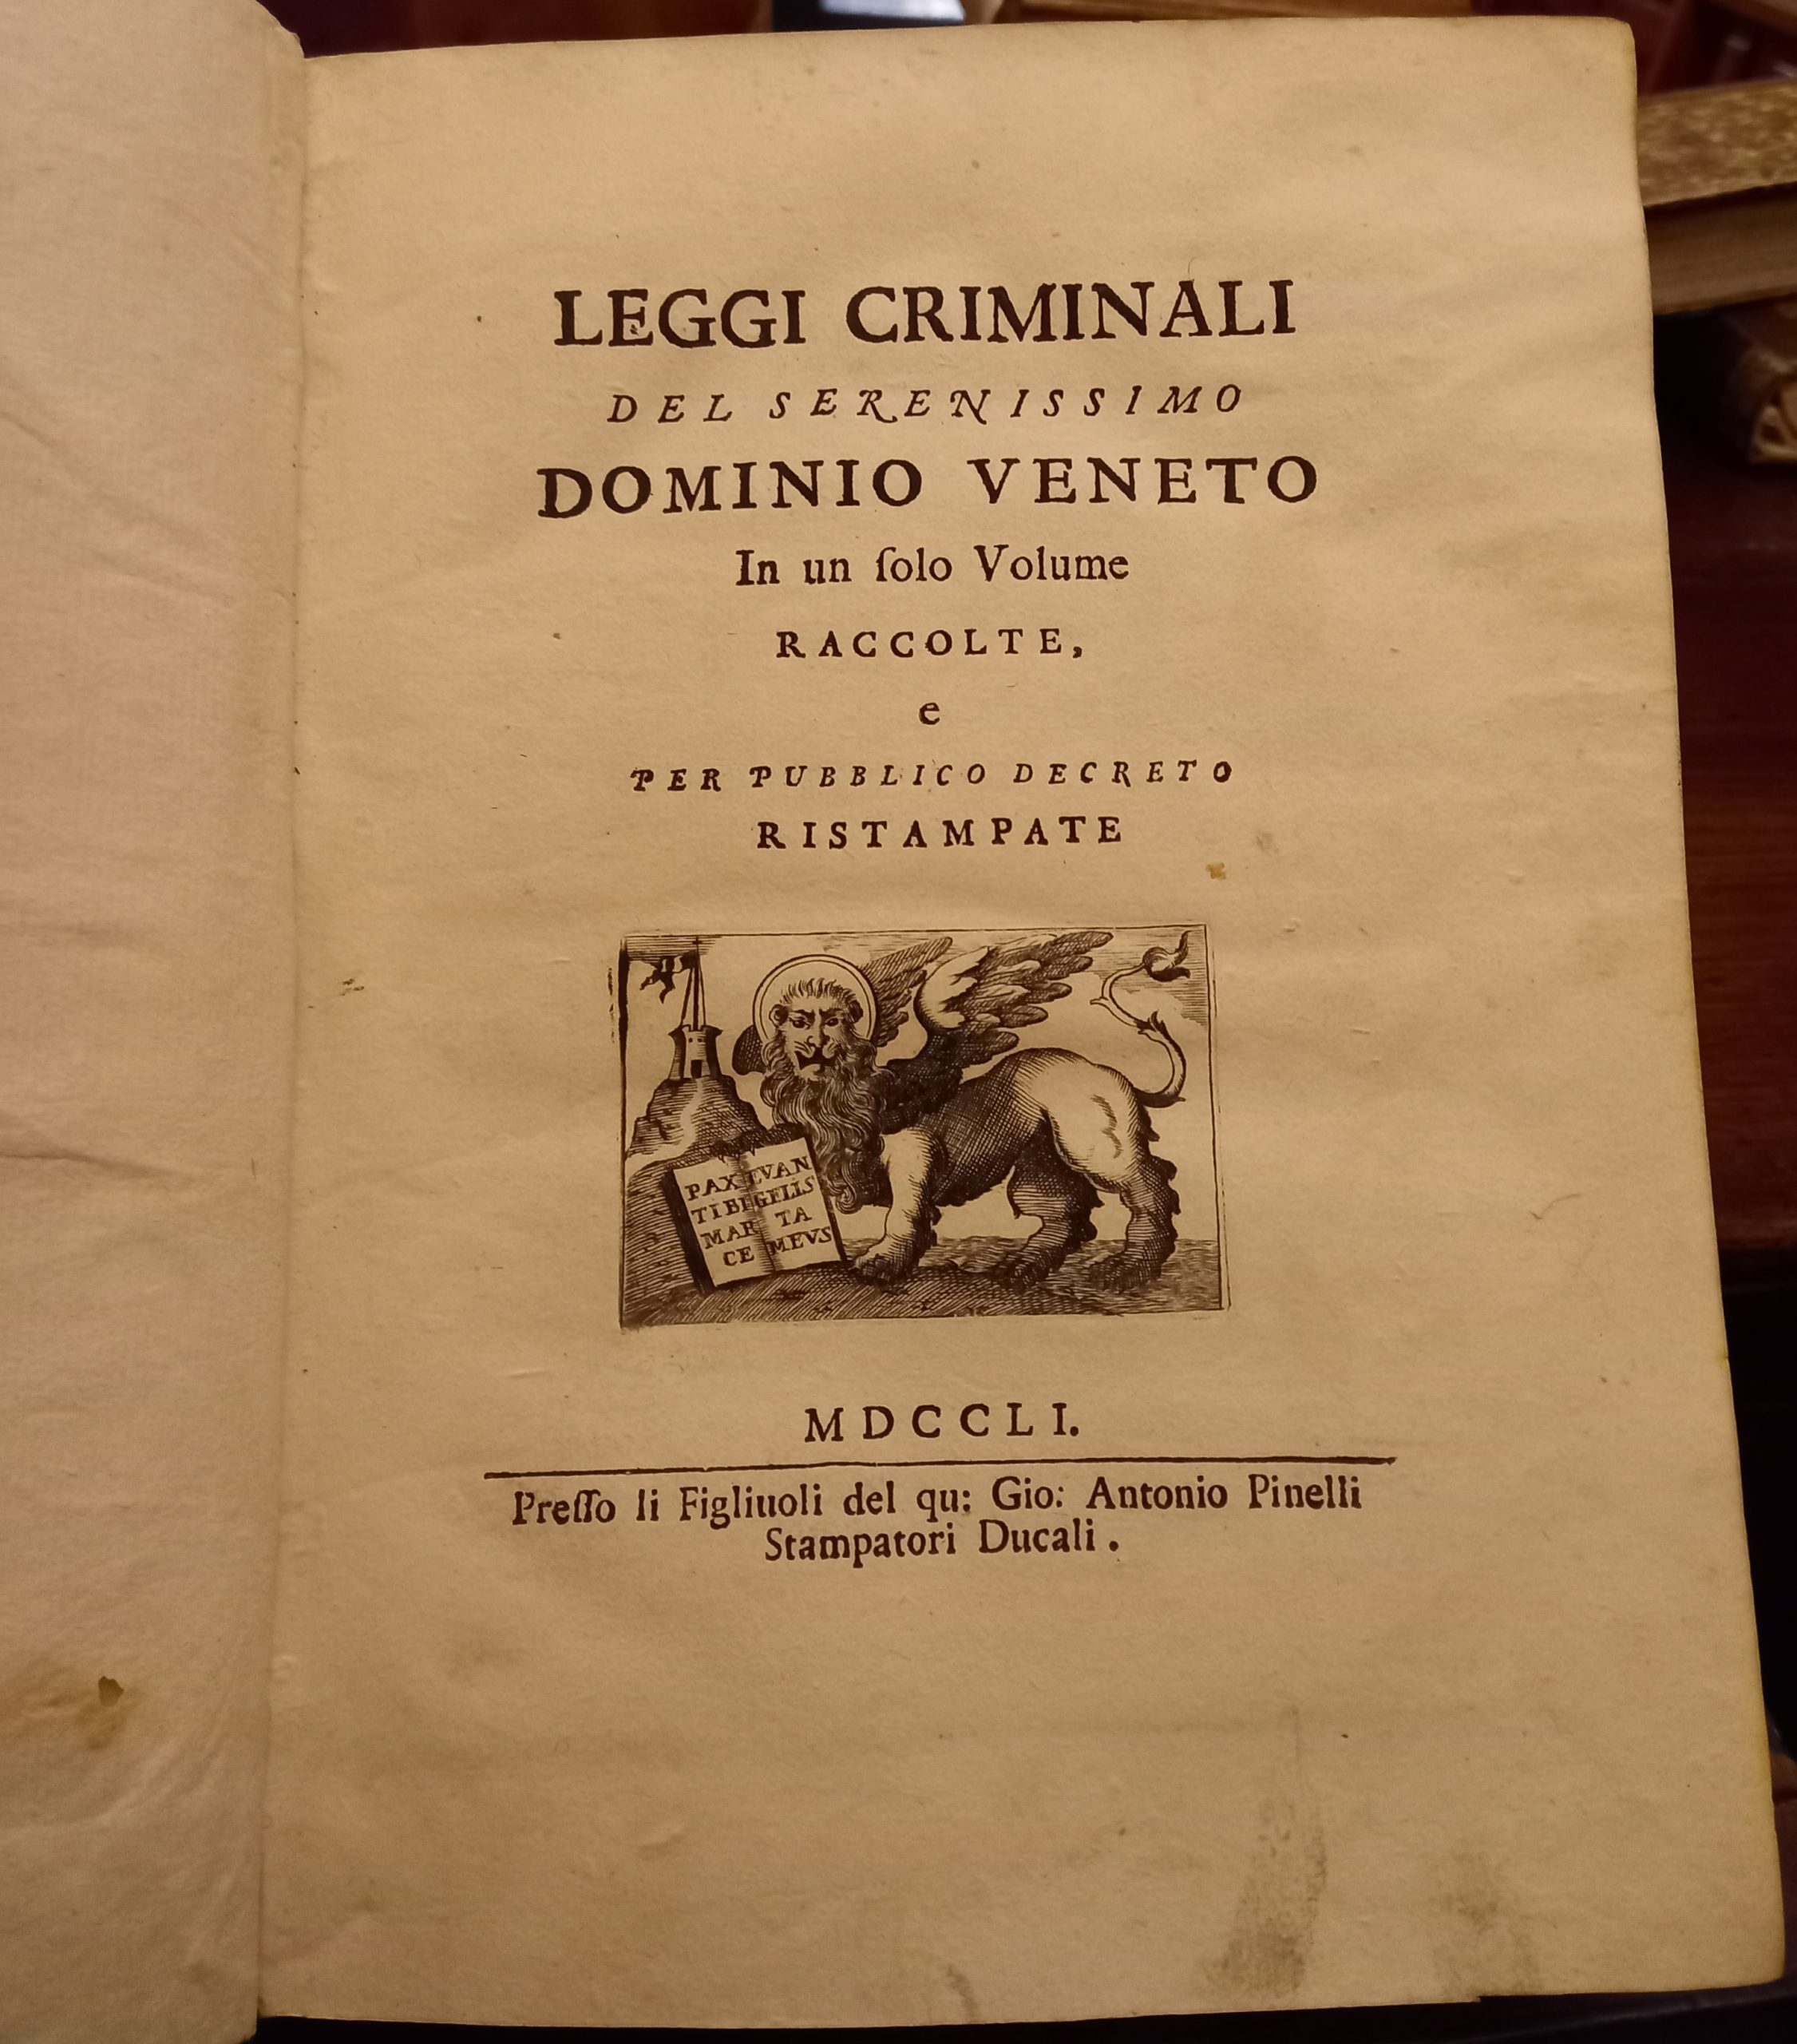 LEGGI CRIMINALI
DEL SERENISSIMO
DOMINIO VENETO
In un ſolo Volume
RACCOLTE,
e
PER PUBBLICO DECRETO
RISTAMPATE
PAX
TIBI
MAR
CE
EVAN
GELIS
TA
MEVS
MDCCLI.
Preſſo li Figliuoli del qu: Gio: Antonio Pinelli
Stampatori Ducali.